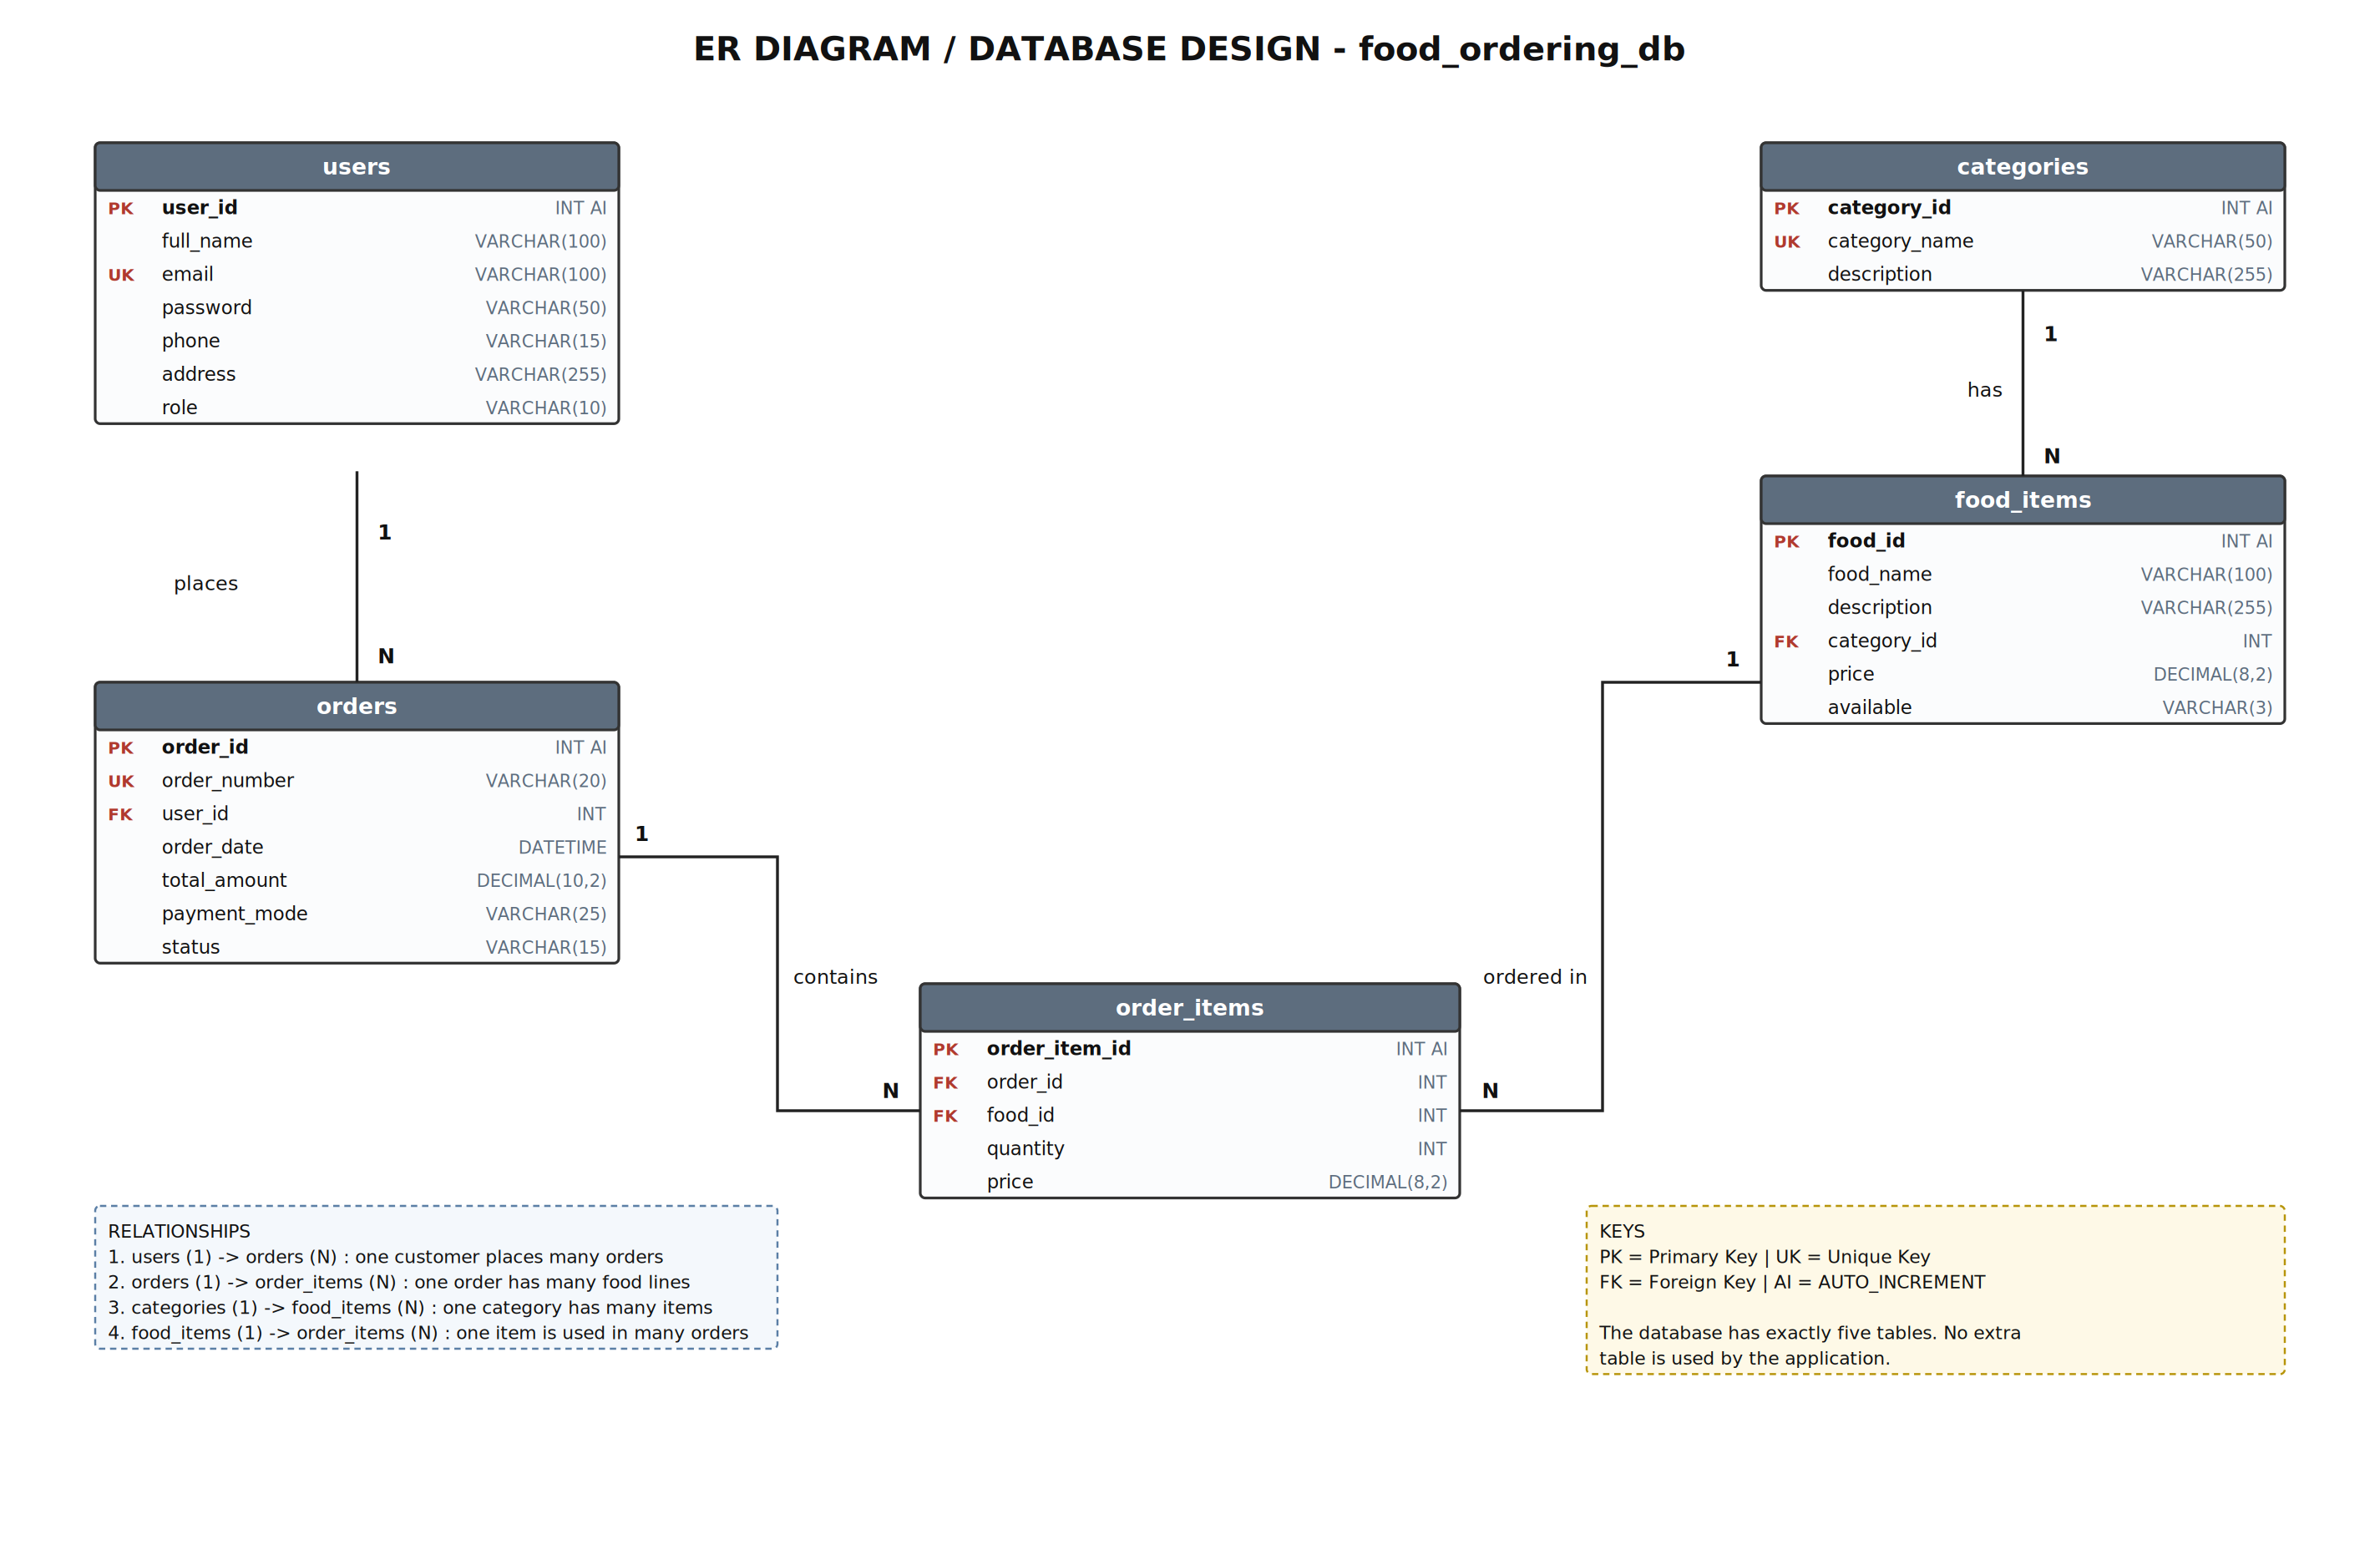 ER DIAGRAM / DATABASE DESIGN - food_ordering_db
users
PK user_id INT AI
full_name VARCHAR(100)
UK email VARCHAR(100)
password VARCHAR(50)
phone VARCHAR(15)
address VARCHAR(255)
role VARCHAR(10)
categories
PK category_id INT AI
UK category_name VARCHAR(50)
description VARCHAR(255)
1
has
N
1
places
N
food_items
PK food_id INT AI
food_name VARCHAR(100)
description VARCHAR(255)
FK category_id INT
price DECIMAL(8,2)
available VARCHAR(3)
1
orders
PK order_id INT AI
UK order_number VARCHAR(20)
FK user_id INT
order_date DATETIME
total_amount DECIMAL(10,2)
payment_mode VARCHAR(25)
status VARCHAR(15)
1
contains
ordered in
N
N
order_items
PK order_item_id INT AI
FK order_id INT
FK food_id INT
quantity INT
price DECIMAL(8,2)
RELATIONSHIPS
1. users (1) -> orders (N) : one customer places many orders
2. orders (1) -> order_items (N) : one order has many food lines
3. categories (1) -> food_items (N) : one category has many items
4. food_items (1) -> order_items (N) : one item is used in many orders
KEYS
PK = Primary Key | UK = Unique Key
FK = Foreign Key | AI = AUTO_INCREMENT
The database has exactly five tables. No extra
table is used by the application.